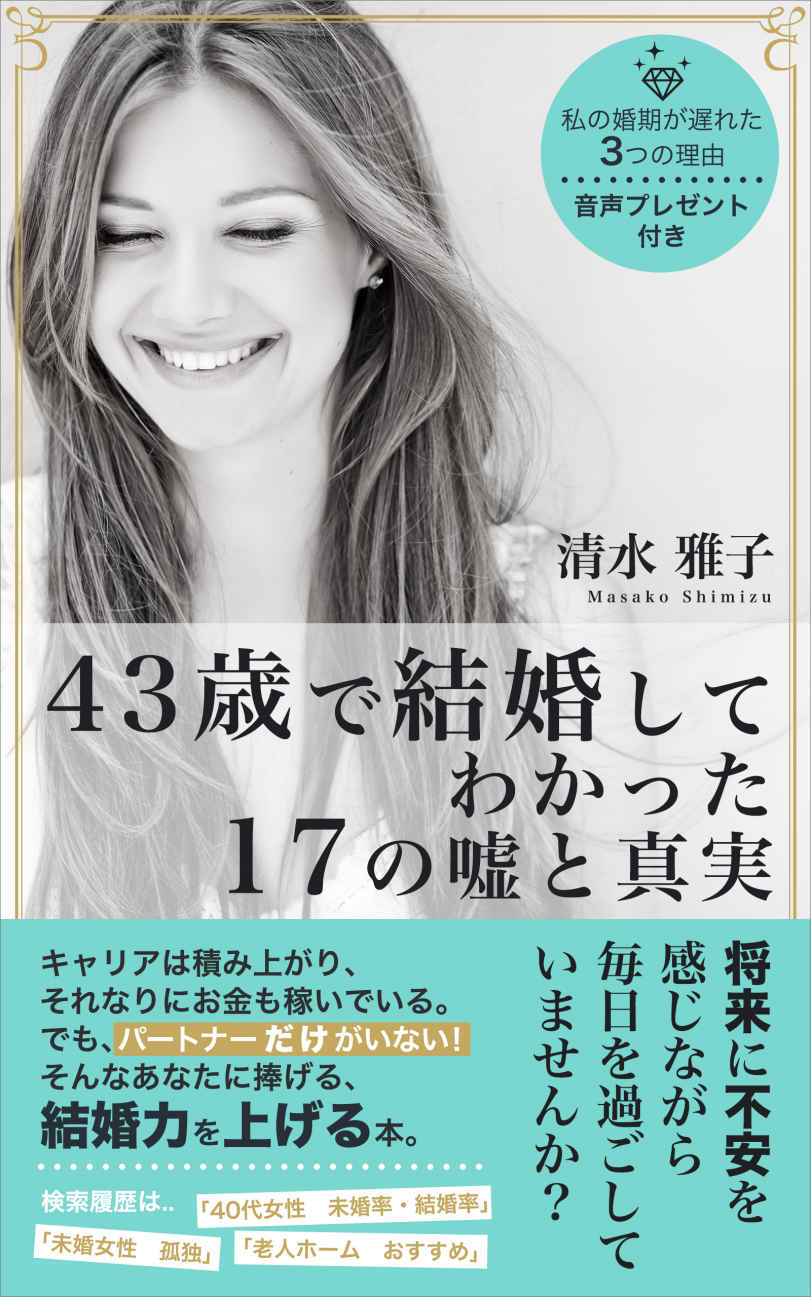 私の婚期が遅れた
3つの理由
音声プレゼント
付き
清水 雅子
Masako Shimizu
43歳で結婚して
わかった
17の嘘と真実
将来に不安を
感じながら
毎日を過ごして
いませんか？
キャリアは積み上がり、
それなりにお金も稼いでいる。
でも、パートナーだけがいない！
そんなあなたに捧げる、
結婚力を上げる本。
検索履歴は..
「40代女性　未婚率・結婚率」
「未婚女性　孤独」
「老人ホーム　おすすめ」